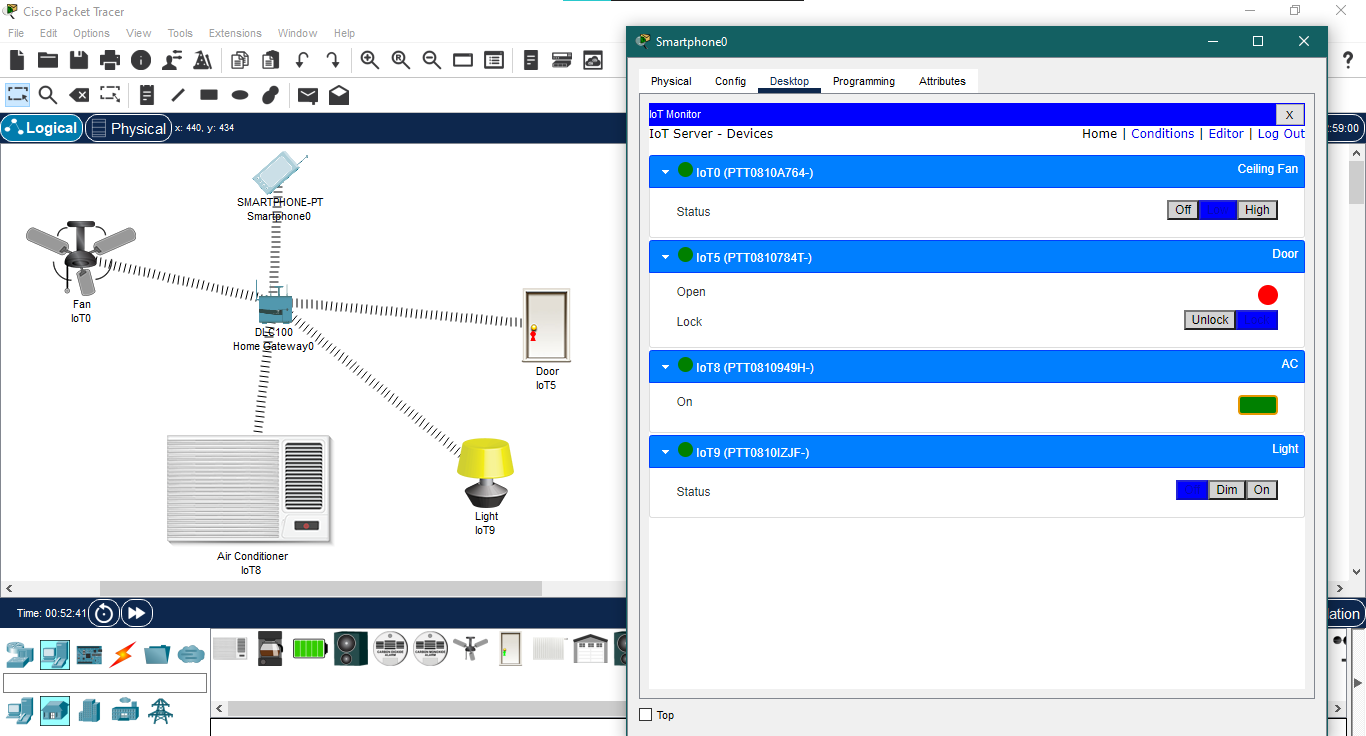 Cisco Packet Tracer
File Edit Options View Tools Extensions Window Help
Logical
Physical
x: 440, y: 434
:59:00
SMARTPHONE-PT
Smartphone0
Fan
IoT0
Home Gateway0
Door
IoT5
Light
IoT9
Air Conditioner
IoT8
Time: 00:52:41
Smartphone0
Physical Config Desktop Programming Attributes
IoT Monitor
X
IoT Server - Devices
Home | Conditions | Editor | Log Out
IoT0 (PTT0810A764-)
Ceiling Fan
Status
Off
High
IoT5 (PTT0810784T-)
Door
Open
Lock
Unlock
IoT8 (PTT0810949H-)
AC
On
IoT9 (PTT0810IZJF-)
Light
Status
Dim On
Top